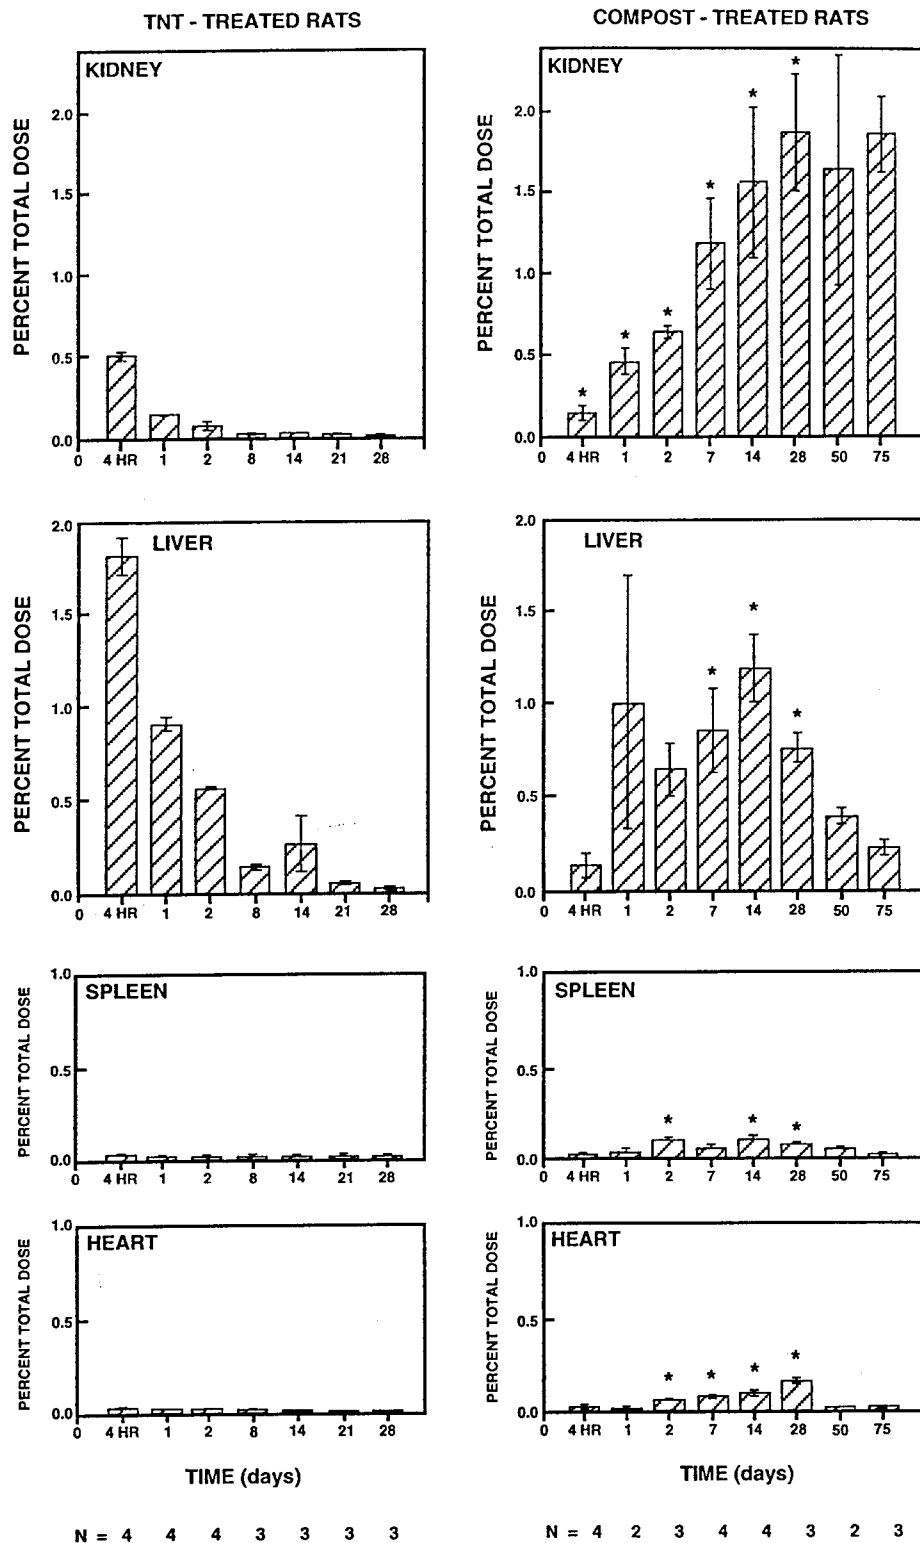 TNT - TREATED RATS
KIDNEY
PERCENT TOTAL DOSE
2.0
1.5
1.0
0.5
0.0
0 4 HR 1 2 8 14 21 28
LIVER
PERCENT TOTAL DOSE
2.0
1.5
1.0
0.5
0.0
0 4 HR 1 2 8 14 21 28
SPLEEN
PERCENT TOTAL DOSE
1.0
0.5
0.0
0 4 HR 1 2 8 14 21 28
HEART
PERCENT TOTAL DOSE
1.0
0.5
0.0
0 4 HR 1 2 8 14 21 28
TIME (days)
N = 4 4 4 3 3 3 3
COMPOST - TREATED RATS
KIDNEY
PERCENT TOTAL DOSE
2.0
1.5
1.0
0.5
0.0
* * * * * *
0 4 HR 1 2 7 14 28 50 75
LIVER
PERCENT TOTAL DOSE
2.0
1.5
1.0
0.5
0.0
* * *
0 4 HR 1 2 7 14 28 50 75
SPLEEN
PERCENT TOTAL DOSE
1.0
0.5
0.0
* * *
0 4 HR 1 2 7 14 28 50 75
HEART
PERCENT TOTAL DOSE
1.0
0.5
0.0
* * * *
0 4 HR 1 2 7 14 28 50 75
TIME (days)
N = 4 2 3 4 4 3 2 3